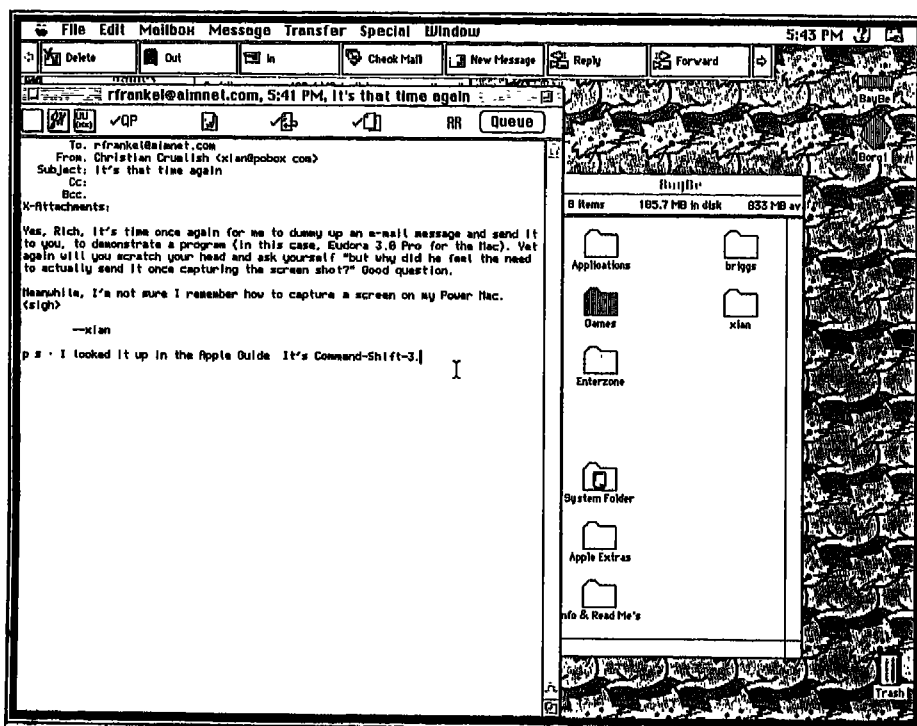 File Edit Mailbox Message Transfer Special Window 5:43 PM
Delete Out In Check Mail New Message Reply Forward
rfrankel@aimnet.com, 5:41 PM, It's that time again
QP RR Queue
To. rfrankel@aimnet.com
From. Christian Crumlish <xian@pobox com>
Subject: It's that time again
Cc:
Bcc.
X-Attachments:
Yes, Rich, it's time once again for me to dummy up an e-mail message and send it
to you, to demonstrate a program (in this case, Eudora 3.0 Pro for the Mac). Yet
again will you scratch your head and ask yourself "but why did he feel the need
to actually send it once capturing the screen shot?" Good question.
Meanwhile, I'm not sure I remember how to capture a screen on my Power Mac.
<sigh>
--xian
p s · I looked it up in the Apple Guide It's Command-Shift-3.
BayBe
8 items 185.7 MB in disk 833 MB av
Applications
briggs
Games
xian
Enterzone
System Folder
Apple Extras
nfo & Read Me's
BayBe
Trash